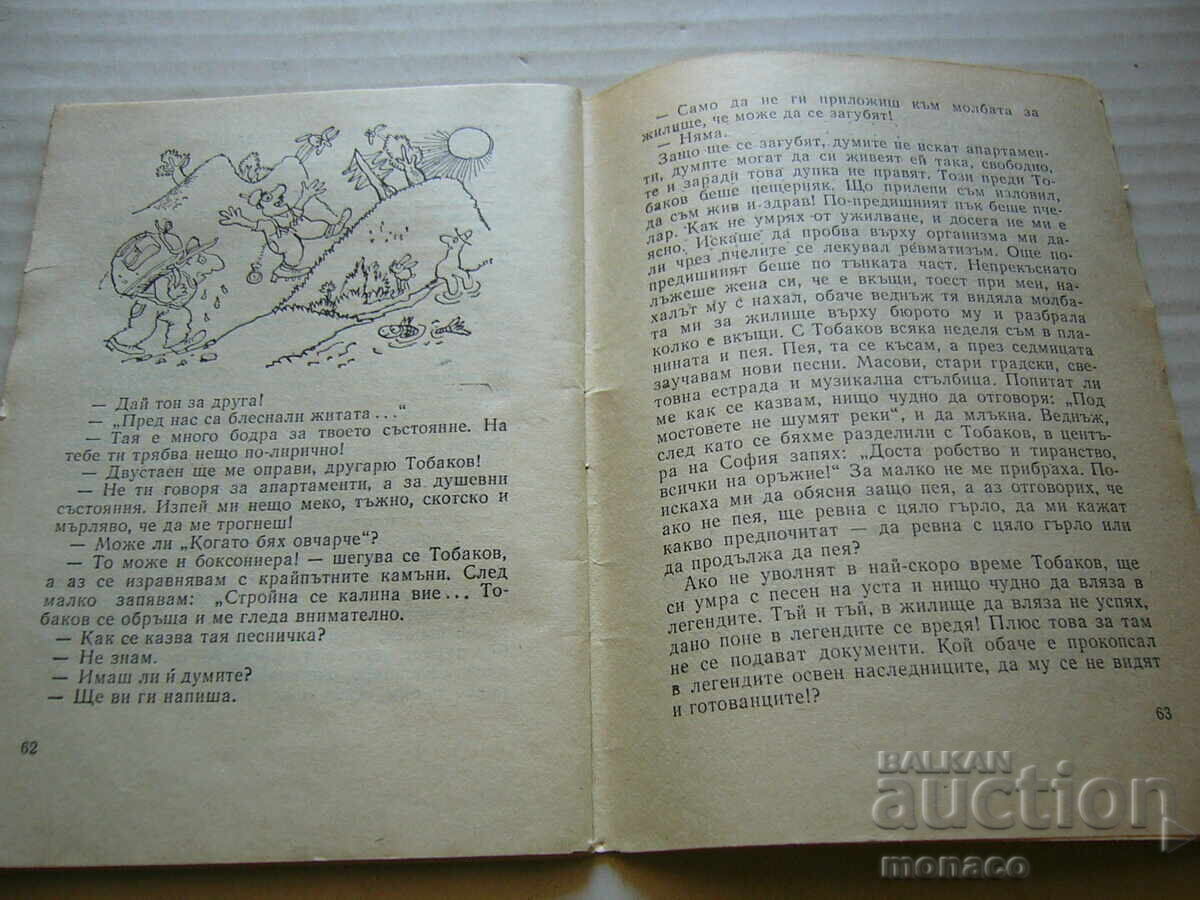 — Дай тон за друга!
— „Пред нас са блеснали житата...“
— Тая е много бодра за твоето състояние. На
тебе ти трябва нещо по-лирично!
— Двустаен ще ме оправи, другарю Тобаков!
— Не ти говоря за апартаменти, а за душевни
състояния. Изпей ми нещо меко, тъжно, скотско и
мърляво, че да ме трогнеш!
— Може ли „Когато бях овчарче“?
— То може и боксониера! — шегува се Тобаков,
а аз се изравнявам с крайпътните камъни. След
малко запявам: „Стройна се калина вие... То-
баков се обръща и ме гледа внимателно.
— Как се казва тая песничка?
— Не знам.
— Имаш ли ѝ думите?
— Ще ви ги напиша.
62
— Само да не ги приложиш към молбата за
жилище, че може да се загубят!
— Няма.
Защо ще се загубят, думите не искат апартамен-
ти, думите могат да си живеят ей така, свободно,
те и заради това дупка не правят. Този преди То-
баков беше пещерняк. Що прилепи съм изловил,
да съм жив и здрав! По-предишният пък беше пче-
лар. Как не умрях от ужилване, и досега не ми е
ясно. Искаше да пробва върху организма ми да-
ли чрез пчелите се лекувал ревматизъм. Още по-
предишният беше по тънката част. Непрекъснато
лъжеше жена си, че е вкъщи, тоест при мен, на-
халът му с нахал, обаче веднъж тя видяла молба-
та ми за жилище върху бюрото му и разбрала
колко е вкъщи. С Тобаков всяка неделя съм в пла-
нината и пея. Пея, та се късам, а през седмицата
заучавам нови песни. Масови, стари градски, све-
товна естрада и музикална стълбица. Попитат ли
ме как се казвам, нищо чудно да отговоря: „Под
мостовете не шумят реки“, и да млъкна. Веднъж,
след като се бяхме разделили с Тобаков, в центъ-
ра на София запях: „Доста робство и тиранство,
всички на оръжие!“ За малко не ме прибраха. По-
искаха ми да обясня защо пея, а аз отговорих, че
ако не пея, ще ревна с цяло гърло, да ми кажат
какво предпочитат — да ревна с цяло гърло или
да продължа да пея?
Ако не уволнят в най-скоро време Тобаков, ще
си умра с песен на уста и нищо чудно да вляза в
легендите. Тъй и тъй, в жилище да вляза не успях,
дано поне в легендите се вредя! Плюс това за там
не се подават документи. Кой обаче е прокопсал
в легендите освен наследниците, да му се не видят
и готованците!?
63
BALKAN
auction
monaco